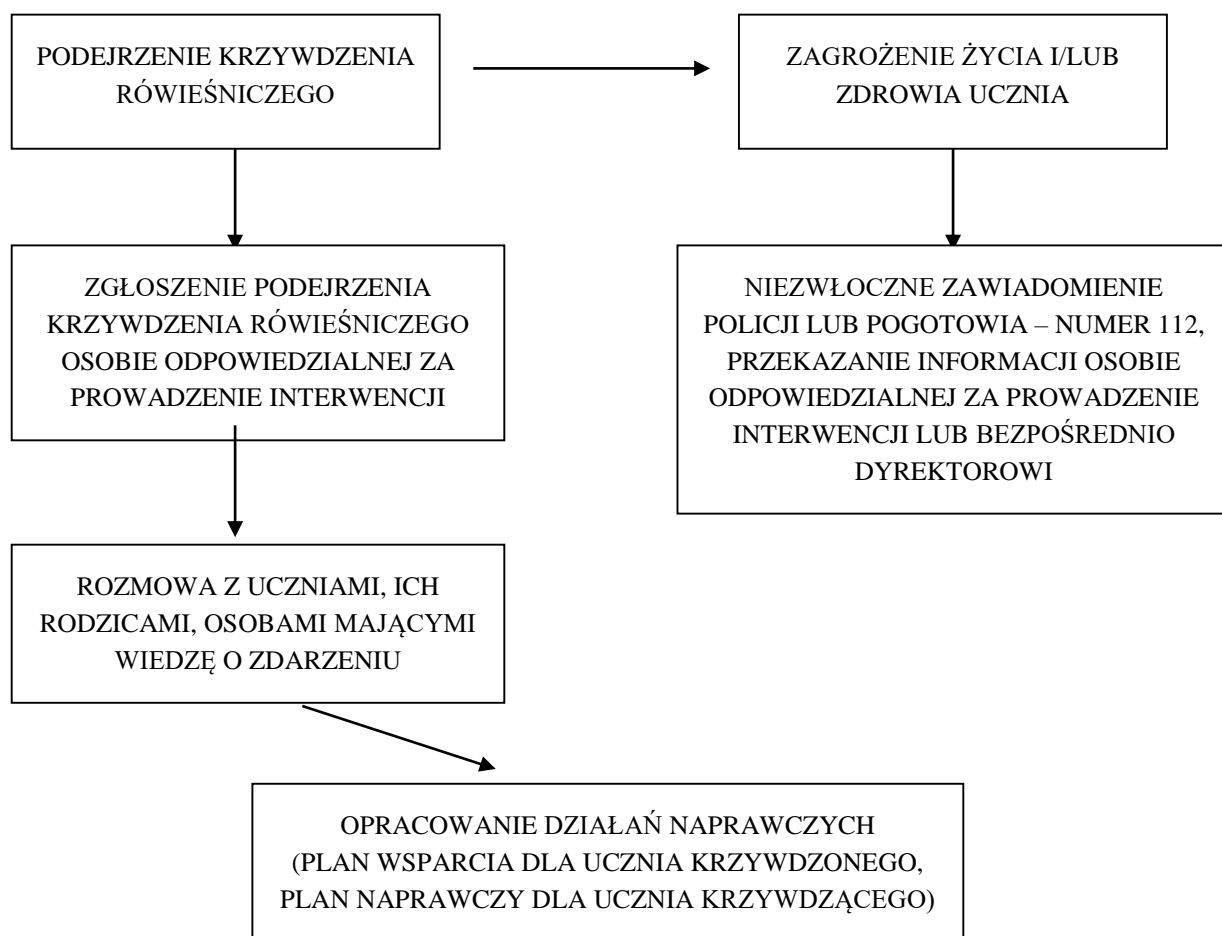 PODEJRZENIE KRZYWDZENIA
RÓWIEŚNICZEGO
ZAGROŻENIE ŻYCIA I/LUB
ZDROWIA UCZNIA
ZGŁOSZENIE PODEJRZENIA
KRZYWDZENIA RÓWIEŚNICZEGO
OSOBIE ODPOWIEDZIALNEJ ZA
PROWADZENIE INTERWENCJI
NIEZWŁOCZNE ZAWIADOMIENIE
POLICJI LUB POGOTOWIA – NUMER 112,
PRZEKAZANIE INFORMACJI OSOBIE
ODPOWIEDZIALNEJ ZA PROWADZENIE
INTERWENCJI LUB BEZPOŚREDNIO
DYREKTOROWI
ROZMOWA Z UCZNIAMI, ICH
RODZICAMI, OSOBAMI MAJĄCYMI
WIEDZĘ O ZDARZENIU
OPRACOWANIE DZIAŁAŃ NAPRAWCZYCH
(PLAN WSPARCIA DLA UCZNIA KRZYWDZONEGO,
PLAN NAPRAWCZY DLA UCZNIA KRZYWDZĄCEGO)